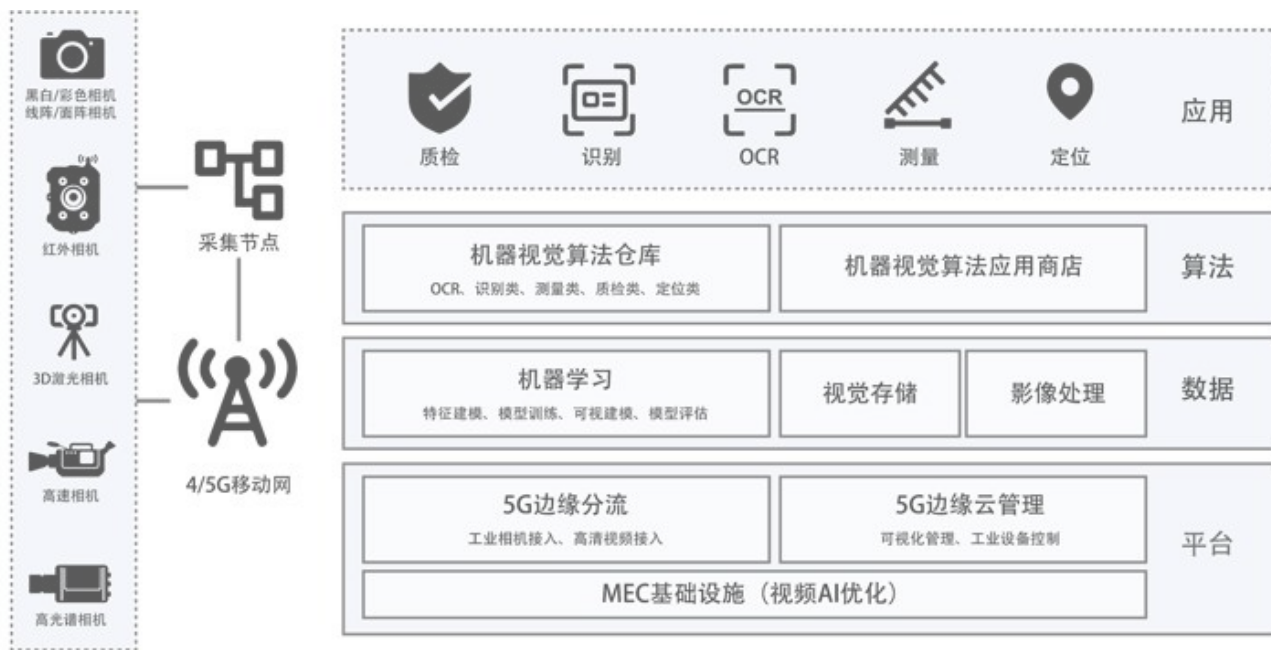 黑白/彩色相机
线阵/面阵相机
红外相机
3D激光相机
高速相机
高光谱相机
采集节点
4/5G移动网
质检
识别
OCR
OCR
测量
定位
应用
机器视觉算法仓库
OCR、识别类、测量类、质检类、定位类
机器视觉算法应用商店
算法
机器学习
特征建模、模型训练、可视建模、模型评估
视觉存储
影像处理
数据
5G边缘分流
工业相机接入、高清视频接入
5G边缘云管理
可视化管理、工业设备控制
MEC基础设施（视频AI优化）
平台